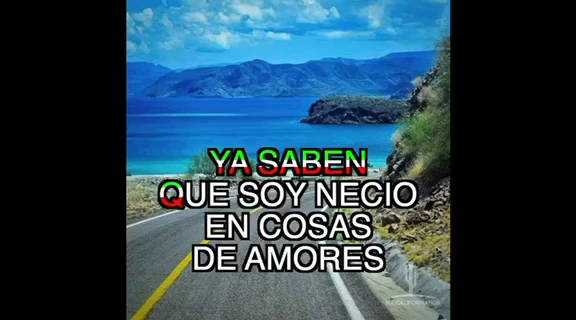 YA SABEN
QUE SOY NECIO
EN COSAS
DE AMORES